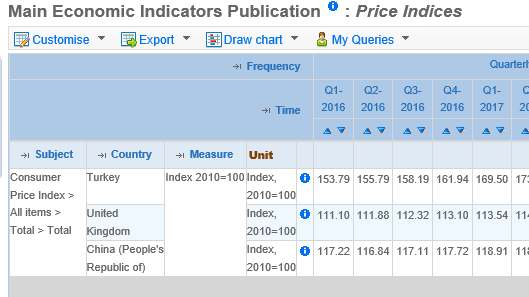 Main Economic Indicators Publication i : Price Indices
Customise Export Draw chart My Queries
Frequency Quarterl
Time Q1-2016 Q2-2016 Q3-2016 Q4-2016 Q1-2017
Subject Country Measure Unit
Consumer Price Index > All items > Total > Total
Turkey Index 2010=100 Index, 2010=100 i 153.79 155.79 158.19 161.94 169.50 173
United Kingdom Index, 2010=100 i 111.10 111.88 112.32 113.10 113.54 114
China (People's Republic of) Index, 2010=100 i 117.22 116.84 117.11 117.72 118.91 118